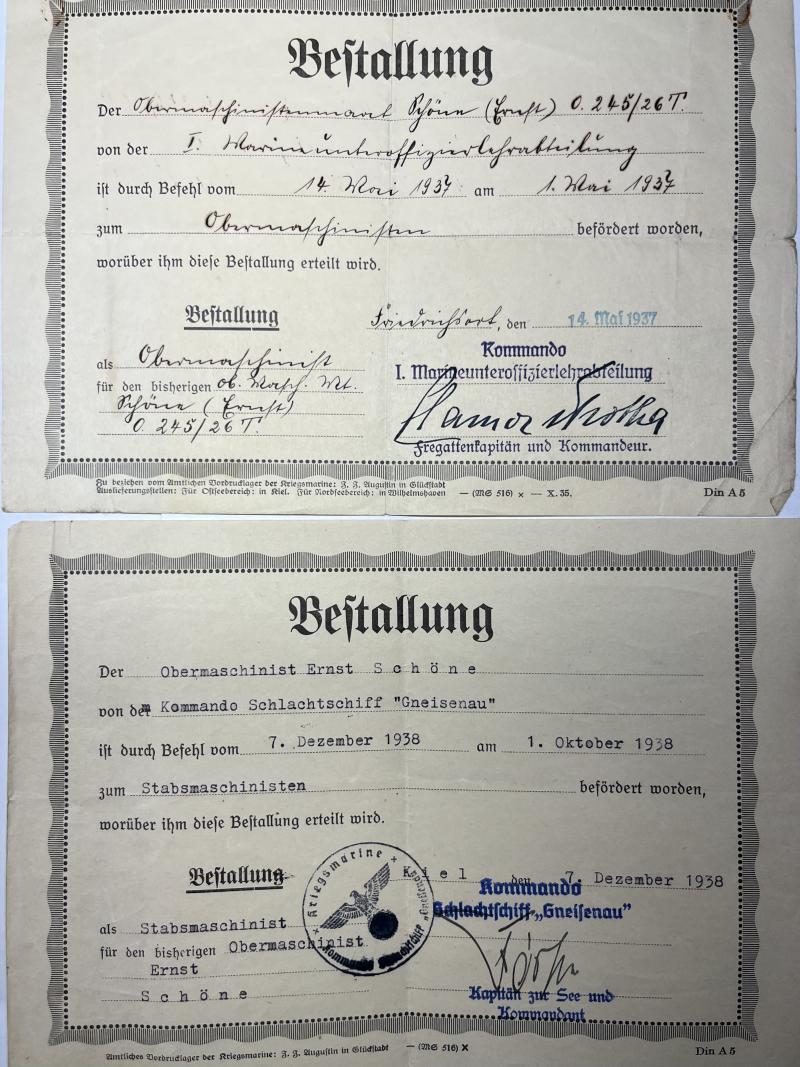 Bestallung
Der Obermaschinistenmaat Schöne (Ernst) O. 245/26 T.
von der I. Marineunteroffizierlehrabteilung
ist durch Befehl vom 14. Mai 1937 am 1. Mai 1937
zum Obermaschinisten befördert worden,
worüber ihm diese Bestallung erteilt wird.
Bestallung
Friedrichsort, den 14. Mai 1937
als Obermaschinist
für den bisherigen Ob. Masch. Mt.
Schöne (Ernst)
O. 245/26 T.
Kommando
I. Marineunteroffizierlehrabteilung
Fregattenkapitän und Kommandeur.
Zu beziehen vom Amtlichen Vordrucklager der Kriegsmarine: J. J. Augustin in Glückstadt
Auslieferungsstellen: Für Ostseebereich: in Kiel. Für Nordseebereich: in Wilhelmshaven — (MS 516) x — X. 35. Din A 5
Bestallung
Der Obermaschinist Ernst Schöne
von dem Kommando Schlachtschiff "Gneisenau"
ist durch Befehl vom 7. Dezember 1938 am 1. Oktober 1938
zum Stabsmaschinisten befördert worden,
worüber ihm diese Bestallung erteilt wird.
Bestallung
Kiel den 7. Dezember 1938
als Stabsmaschinist
für den bisherigen Obermaschinist
Ernst
Schöne
Kriegsmarine
Kommando Schlachtschiff "Gneisenau"
Kommando
Schlachtschiff „Gneisenau"
Kapitän zur See und
Kommandant
Amtliches Vordrucklager der Kriegsmarine: J. J. Augustin in Glückstadt — (MS 516) X Din A 5